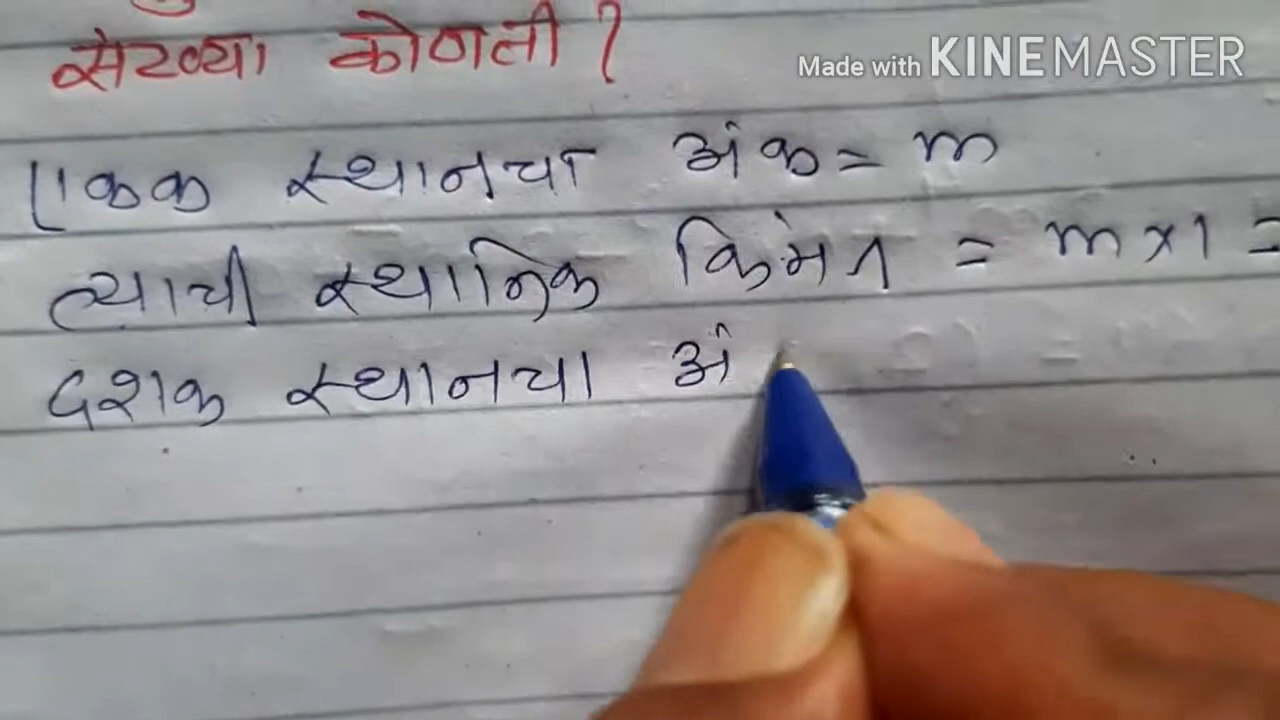 संख्या कोणती?
Made with KINEMASTER
एकक स्थानचा अंक = m
त्याची स्थानिक किंमत = m × 1 =
दशक स्थानचा अं